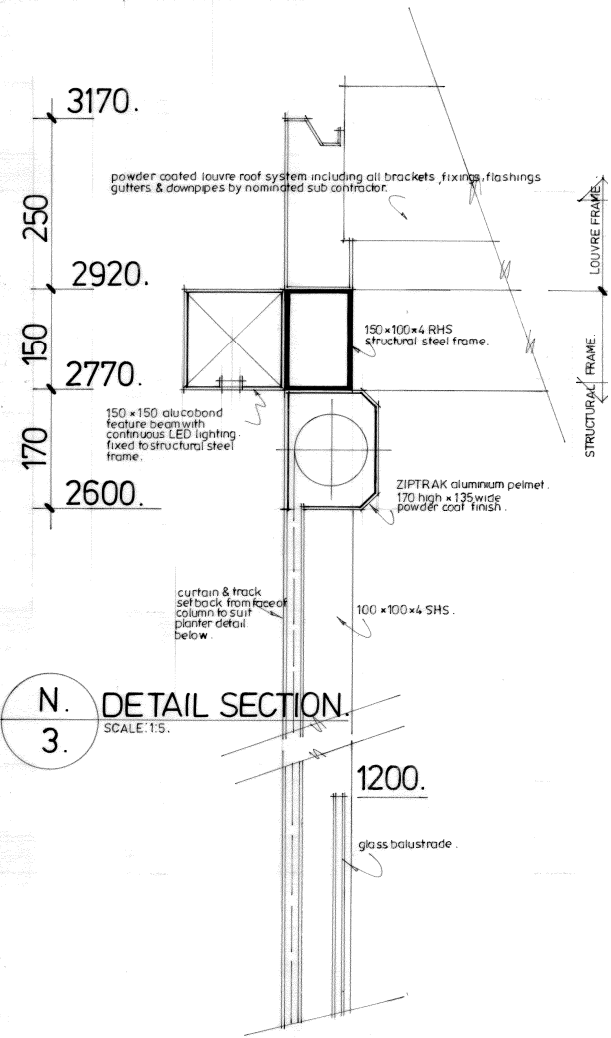 3170.
powder coated louvre roof system including all brackets, fixings, flashings
gutters & downpipes by nominated sub contractor.
250
LOUVRE FRAME.
2920.
150
150×100×4 RHS
structural steel frame.
STRUCTURAL FRAME.
2770.
150 × 150 alucobond
feature beam with
continuous LED lighting.
fixed to structural steel
frame.
170
ZIPTRAK aluminium pelmet.
170 high × 135 wide
powder coat finish.
2600.
curtain & track
setback from face of
column to suit
planter detail
below.
100×100×4 SHS.
N.
3.
DETAIL SECTION.
SCALE: 1:5.
1200.
glass balustrade.